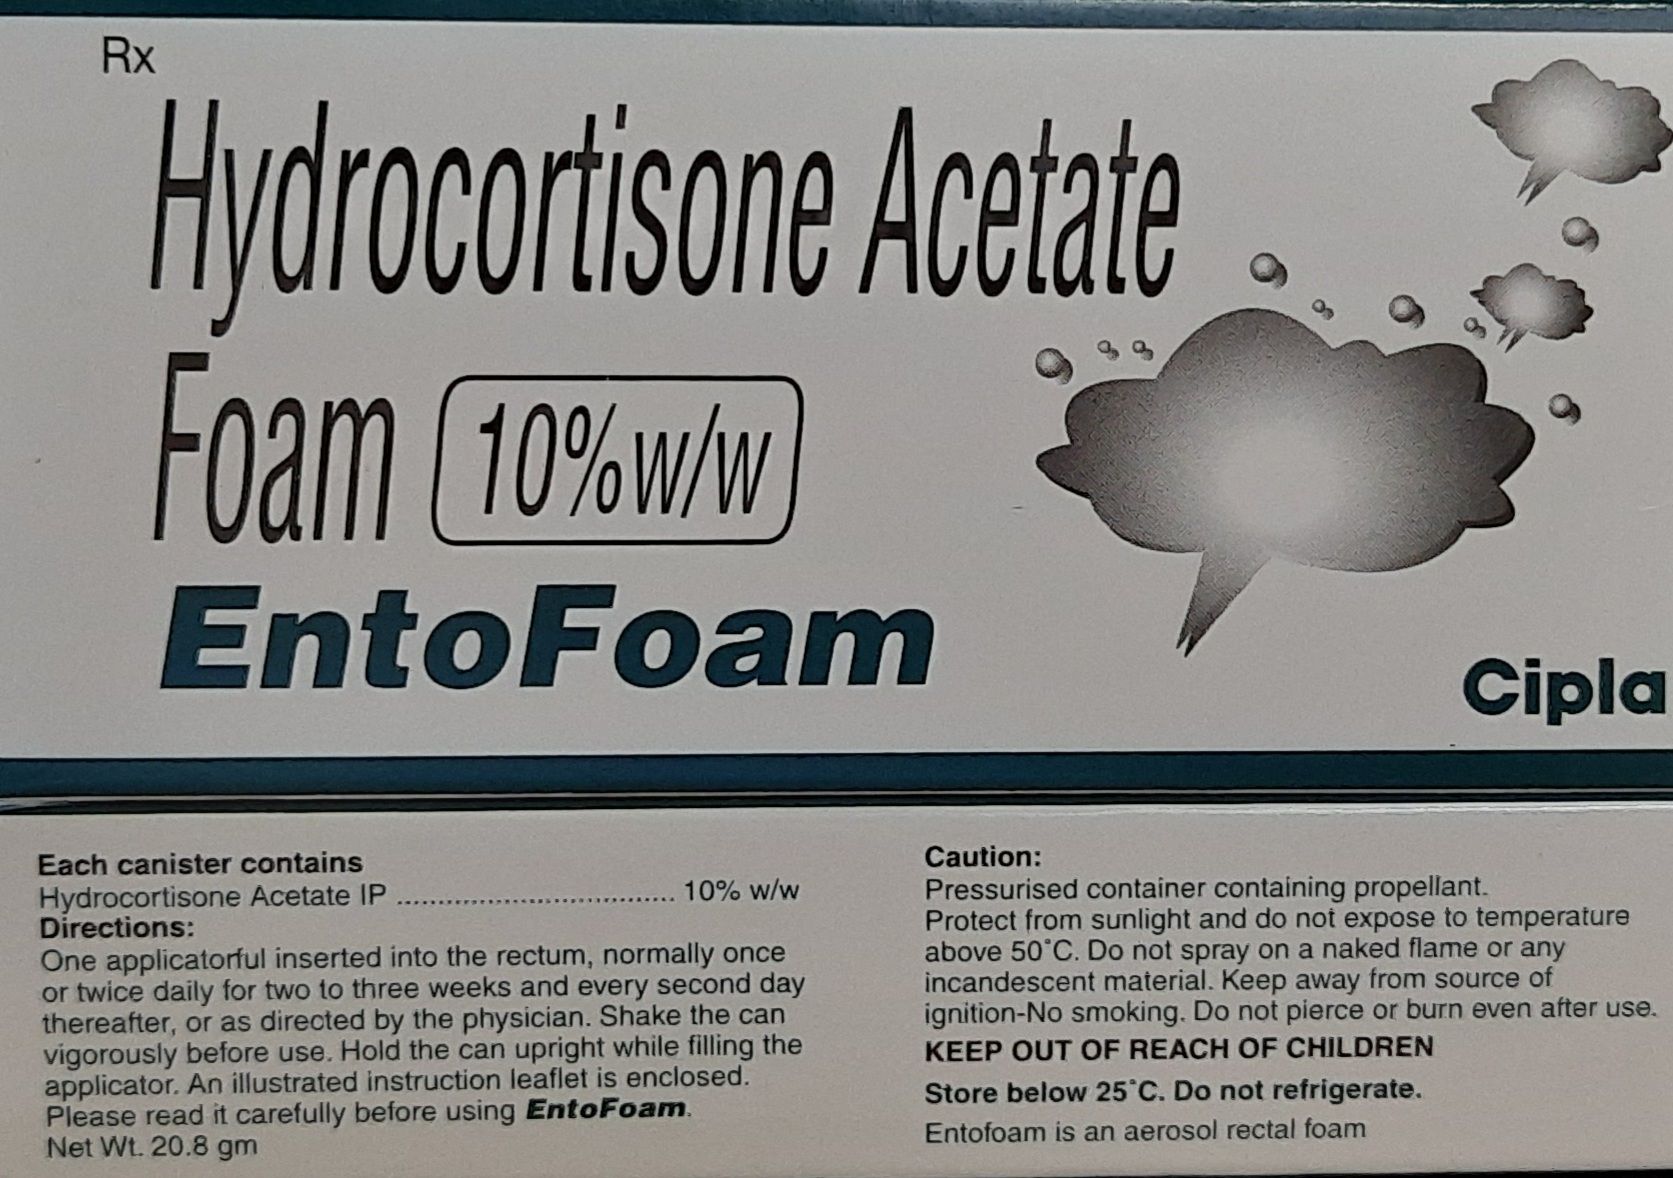 Rx
Hydrocortisone Acetate
Foam 10%w/w
EntoFoam
Cipla
Each canister contains
Hydrocortisone Acetate IP .................................. 10% w/w
Directions:
One applicatorful inserted into the rectum, normally once
or twice daily for two to three weeks and every second day
thereafter, or as directed by the physician. Shake the can
vigorously before use. Hold the can upright while filling the
applicator. An illustrated instruction leaflet is enclosed.
Please read it carefully before using EntoFoam.
Net Wt. 20.8 gm
Caution:
Pressurised container containing propellant.
Protect from sunlight and do not expose to temperature
above 50°C. Do not spray on a naked flame or any
incandescent material. Keep away from source of
ignition-No smoking. Do not pierce or burn even after use.
KEEP OUT OF REACH OF CHILDREN
Store below 25°C. Do not refrigerate.
Entofoam is an aerosol rectal foam